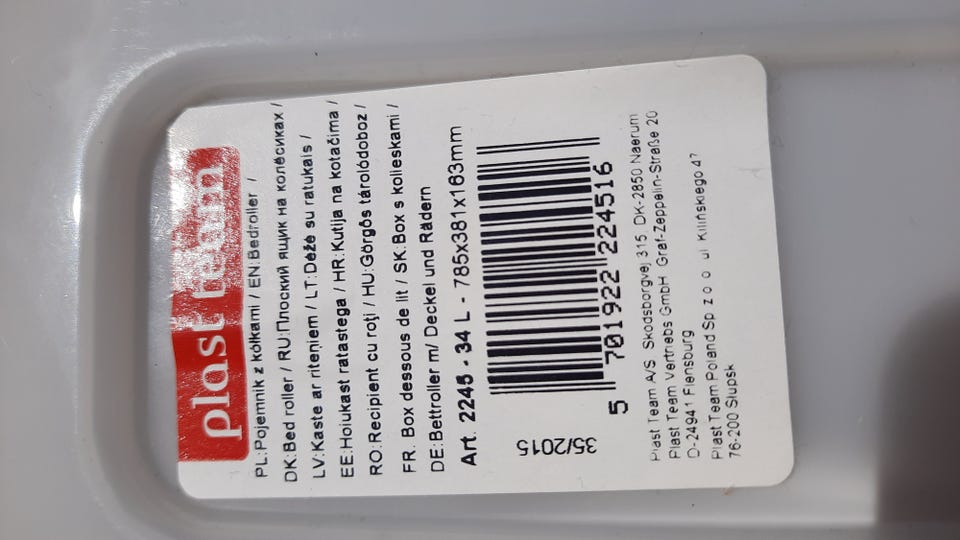 plast team
PL:Pojemnik z kółkami / EN:Bedroller /
DK:Bed roller / RU:Плоский ящик на колёсиках /
LV:Kaste ar riteņiem / LT:Dėžė su ratukais /
EE:Hoiukast ratastega / HR:Kutija na kotačima /
RO:Recipient cu roţi / HU:Görgős tárolódoboz /
FR. Box dessous de lit / SK:Box s kolieskami /
DE:Bettroller m/ Deckel und Rädern
Art. 2245 - 34 L - 785x381x163mm
5 701922 224516
35/2015
Plast Team A/S Skodsborgvej 315. DK-2850 Naerum
Plast Team Vertriebs GmbH Graf-Zeppelin-Straße 20
D-24941 Flensburg
Plast Team Poland Sp z o o ul Kilińskiego 47
76-200 Slupsk